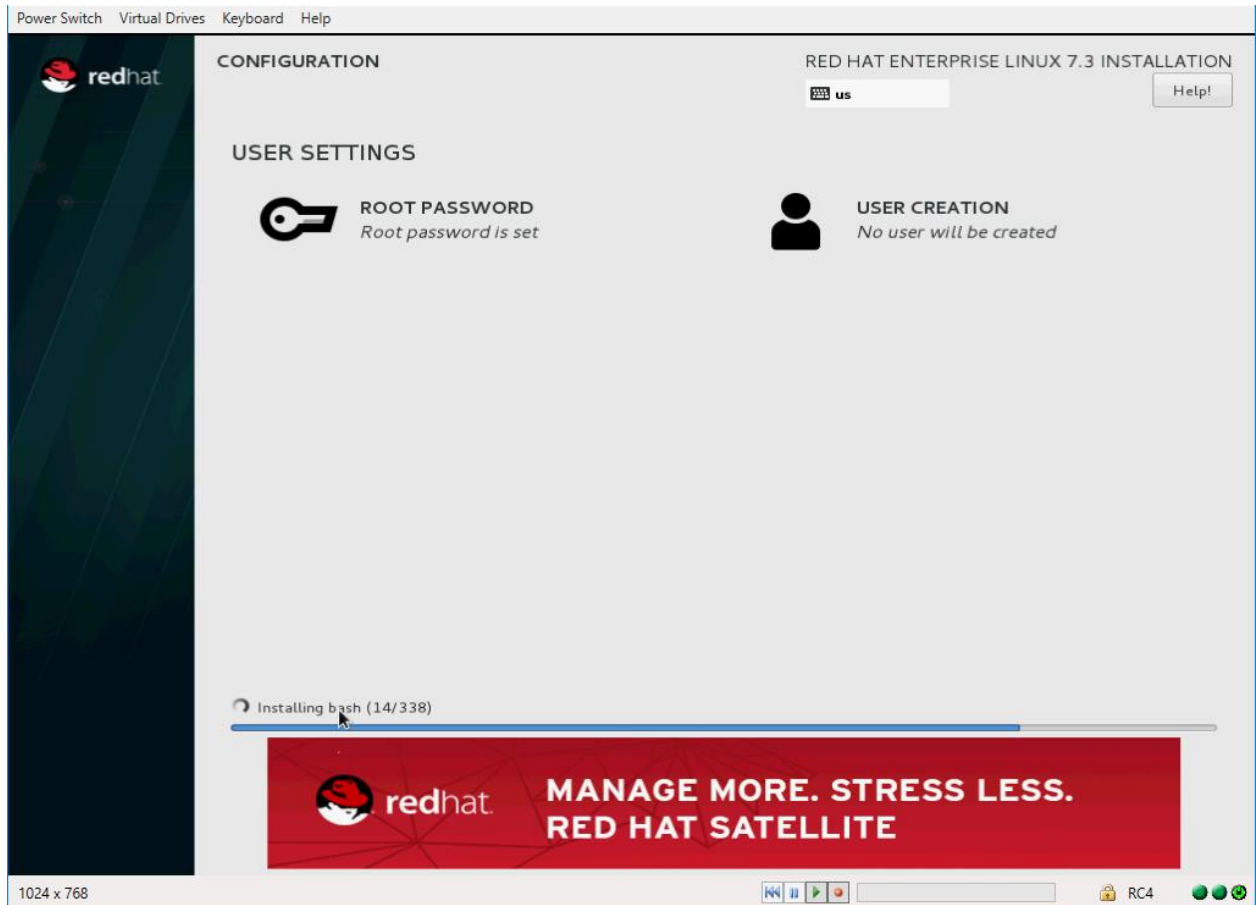 Power Switch Virtual Drives Keyboard Help
redhat
CONFIGURATION
RED HAT ENTERPRISE LINUX 7.3 INSTALLATION
us
Help!
USER SETTINGS
ROOT PASSWORD
Root password is set
USER CREATION
No user will be created
Installing bash (14/338)
redhat.
MANAGE MORE. STRESS LESS.
RED HAT SATELLITE
1024 x 768
RC4